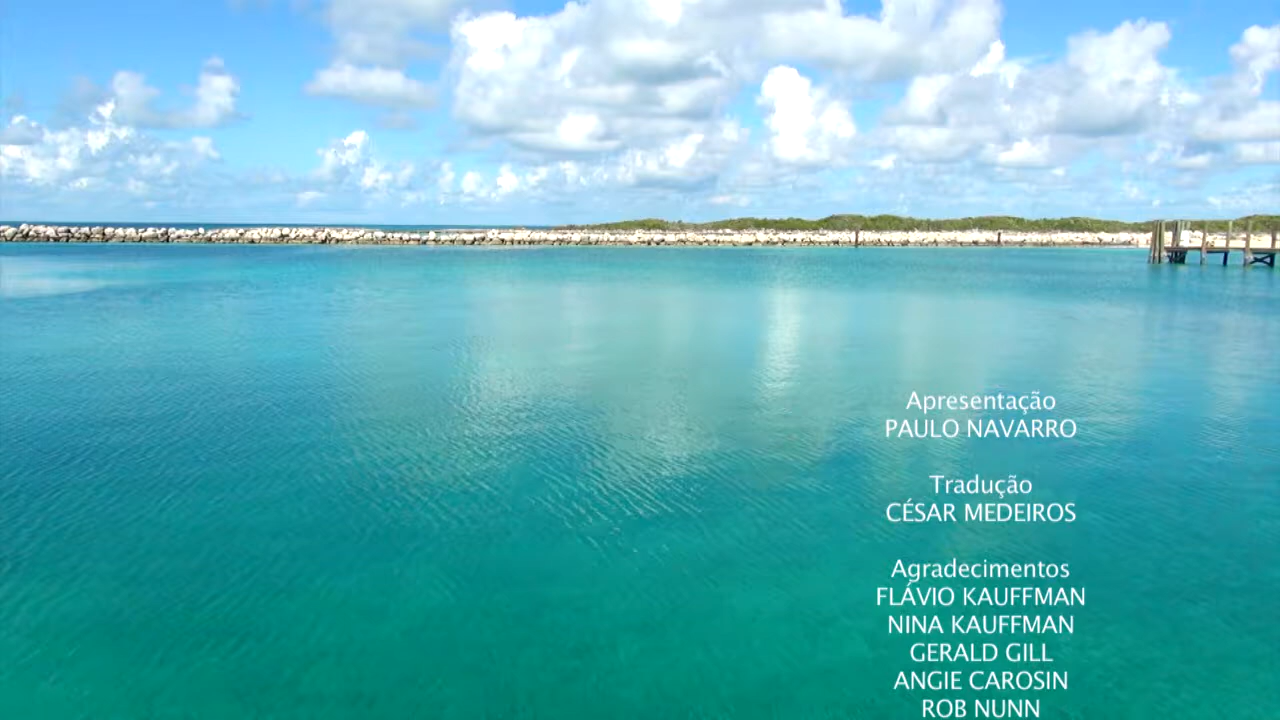 Apresentação
PAULO NAVARRO
Tradução
CÉSAR MEDEIROS
Agradecimentos
FLÁVIO KAUFFMAN
NINA KAUFFMAN
GERALD GILL
ANGIE CAROSIN
ROB NUNN